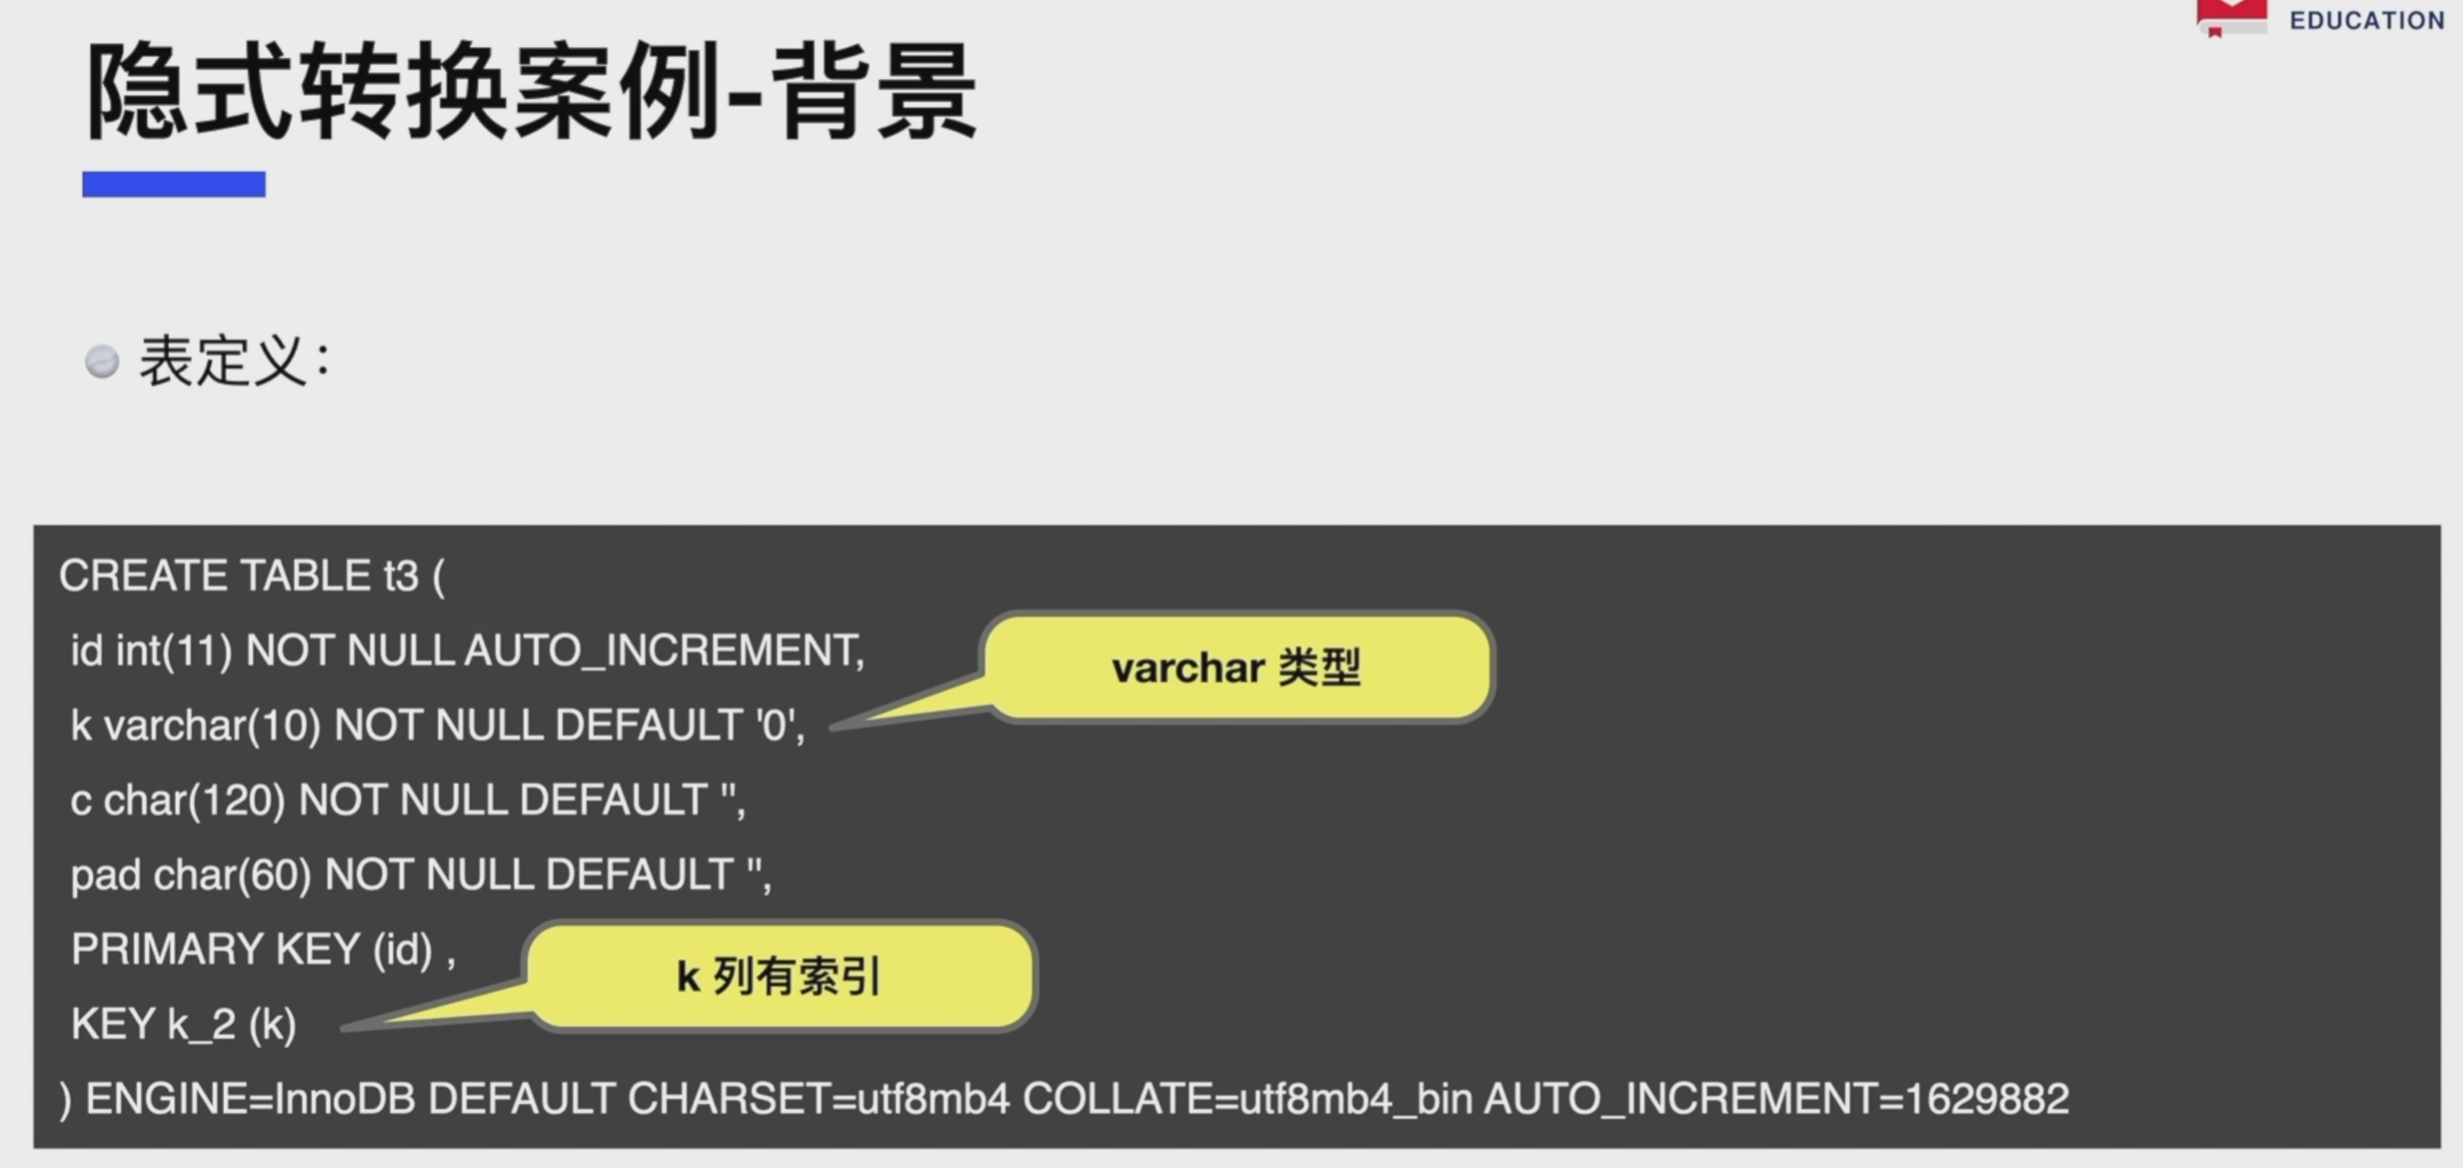 EDUCATION
隐式转换案例-背景
表定义：
CREATE TABLE t3 (
id int(11) NOT NULL AUTO_INCREMENT,
varchar 类型
k varchar(10) NOT NULL DEFAULT '0',
c char(120) NOT NULL DEFAULT '',
pad char(60) NOT NULL DEFAULT '',
PRIMARY KEY (id) ,
k 列有索引
KEY k_2 (k)
) ENGINE=InnoDB DEFAULT CHARSET=utf8mb4 COLLATE=utf8mb4_bin AUTO_INCREMENT=1629882